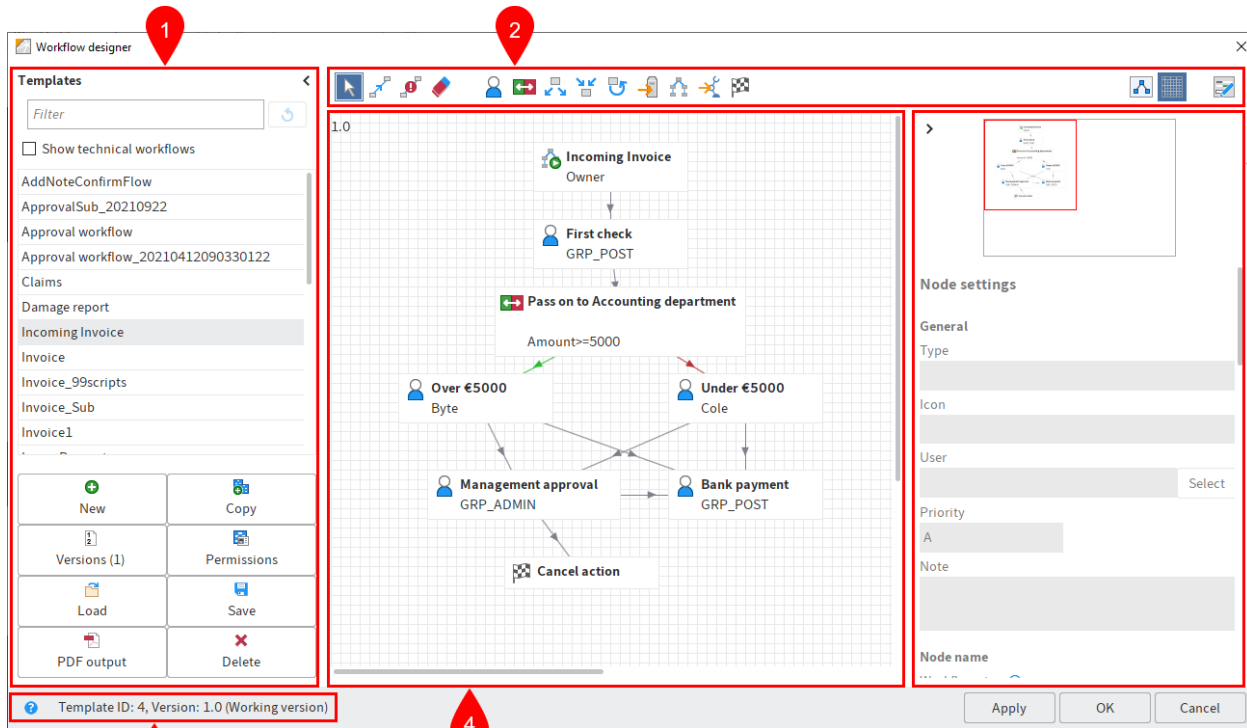 1
2
Workflow designer
Templates
Filter
Show technical workflows
AddNoteConfirmFlow
ApprovalSub_20210922
Approval workflow
Approval workflow_20210412090330122
Claims
Damage report
Incoming Invoice
Invoice
Invoice_99scripts
Invoice_Sub
Invoice1
New
Copy
Versions (1)
Permissions
Load
Save
PDF output
Delete
1.0
Incoming Invoice
Owner
First check
GRP_POST
Pass on to Accounting department
Amount>=5000
Over €5000
Byte
Under €5000
Cole
Management approval
GRP_ADMIN
Bank payment
GRP_POST
Cancel action
Node settings
General
Type
Icon
User
Select
Priority
A
Note
Node name
Template ID: 4, Version: 1.0 (Working version)
4
Apply
OK
Cancel